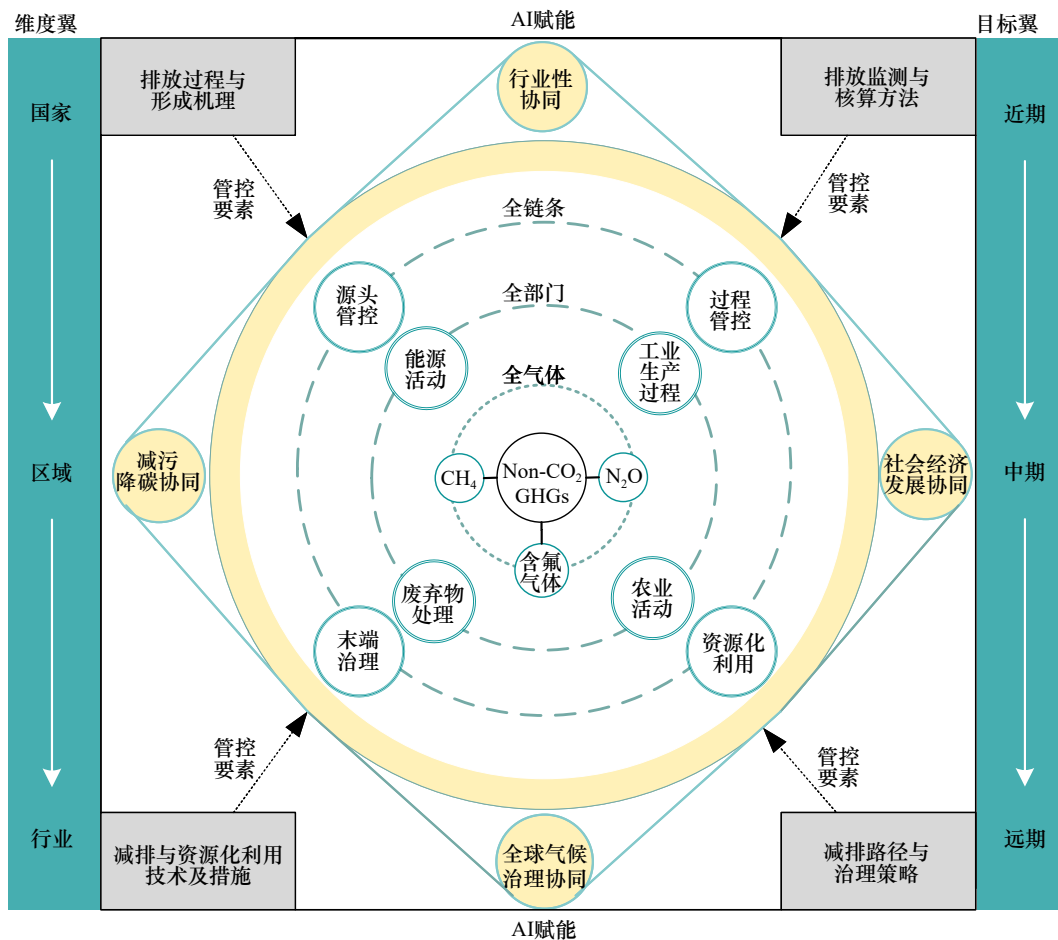 AI赋能
维度翼
目标翼
国家
排放过程与
形成机理
行业性
协同
排放监测与
核算方法
近期
管控
要素
管控
要素
全链条
源头
管控
全部门
过程
管控
能源
活动
全气体
工业
生产
过程
区域
减污
降碳协同
CH₄
Non-CO₂
GHGs
N₂O
社会经济
发展协同
中期
含氟
气体
废弃物
处理
农业
活动
末端
治理
资源化
利用
管控
要素
管控
要素
行业
减排与资源化利用
技术及措施
全球气候
治理协同
减排路径与
治理策略
远期
AI赋能